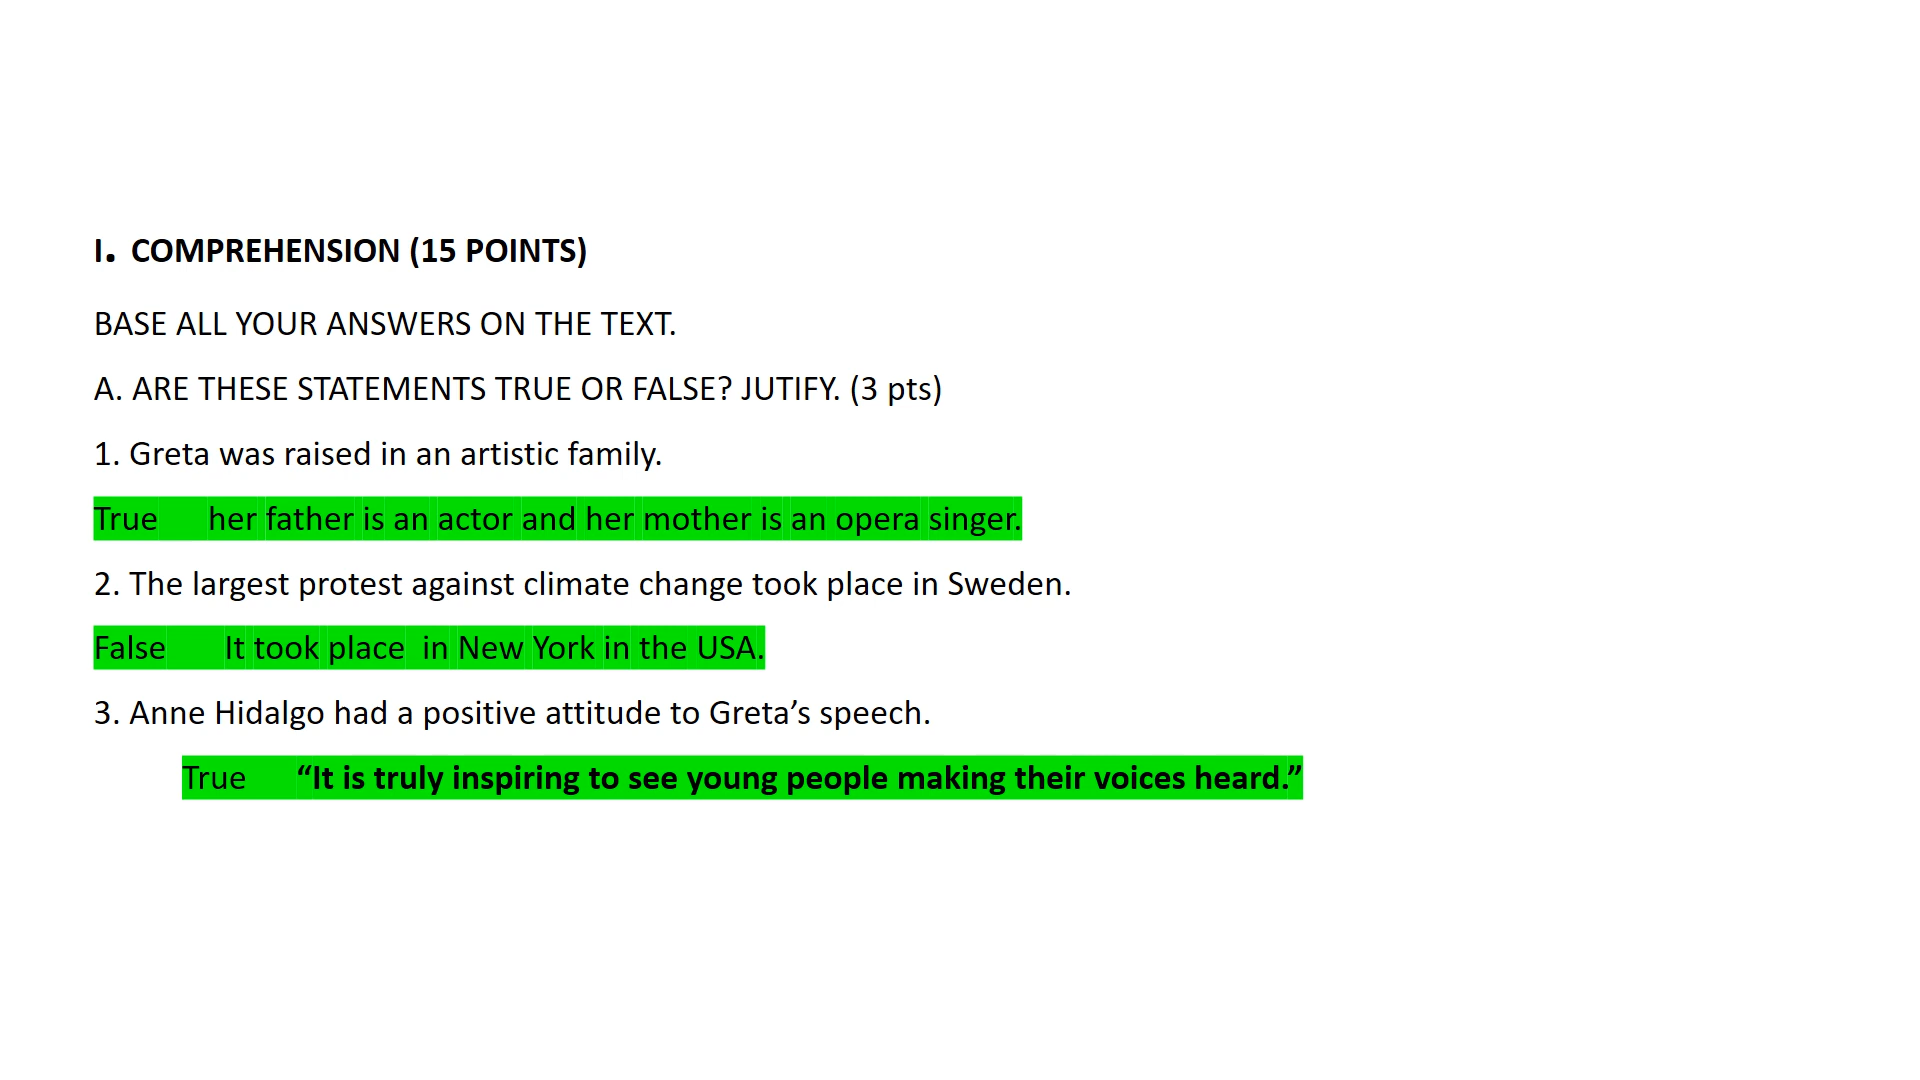 I. COMPREHENSION (15 POINTS)
BASE ALL YOUR ANSWERS ON THE TEXT.
A. ARE THESE STATEMENTS TRUE OR FALSE? JUTIFY. (3 pts)
1. Greta was raised in an artistic family.
True her father is an actor and her mother is an opera singer.
2. The largest protest against climate change took place in Sweden.
False It took place in New York in the USA.
3. Anne Hidalgo had a positive attitude to Greta’s speech.
True “It is truly inspiring to see young people making their voices heard.”